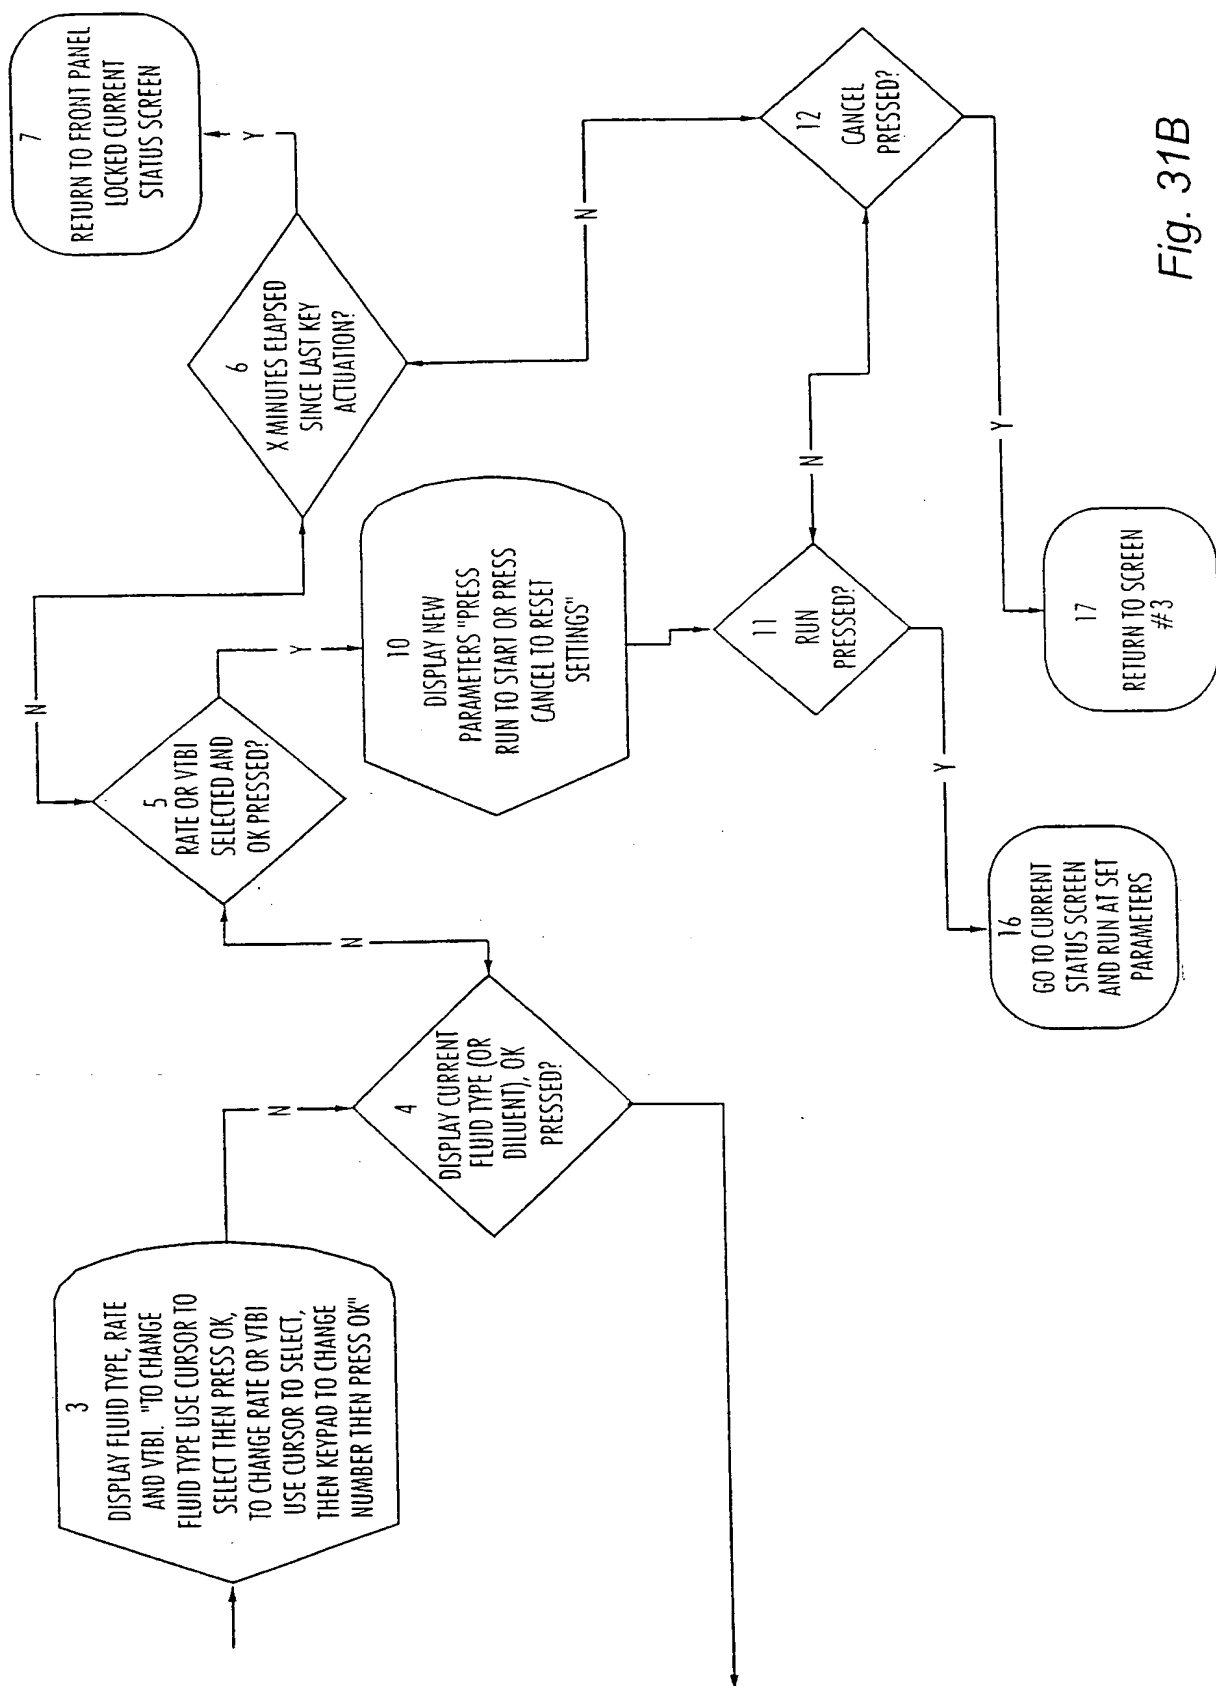 3
DISPLAY FLUID TYPE, RATE
AND VTBI. "TO CHANGE
FLUID TYPE USE CURSOR TO
SELECT THEN PRESS OK,
TO CHANGE RATE OR VTBI
USE CURSOR TO SELECT,
THEN KEYPAD TO CHANGE
NUMBER THEN PRESS OK"
N
4
DISPLAY CURRENT
FLUID TYPE (OR
DILUENT), OK
PRESSED?
N
5
RATE OR VTBI
SELECTED AND
OK PRESSED?
N
Y
6
X MINUTES ELAPSED
SINCE LAST KEY
ACTUATION?
Y
7
RETURN TO FRONT PANEL
LOCKED CURRENT
STATUS SCREEN
N
10
DISPLAY NEW
PARAMETERS "PRESS
RUN TO START OR PRESS
CANCEL TO RESET
SETTINGS"
11
RUN
PRESSED?
N
12
CANCEL
PRESSED?
Y
Y
16
GO TO CURRENT
STATUS SCREEN
AND RUN AT SET
PARAMETERS
17
RETURN TO SCREEN
#3
Fig. 31B